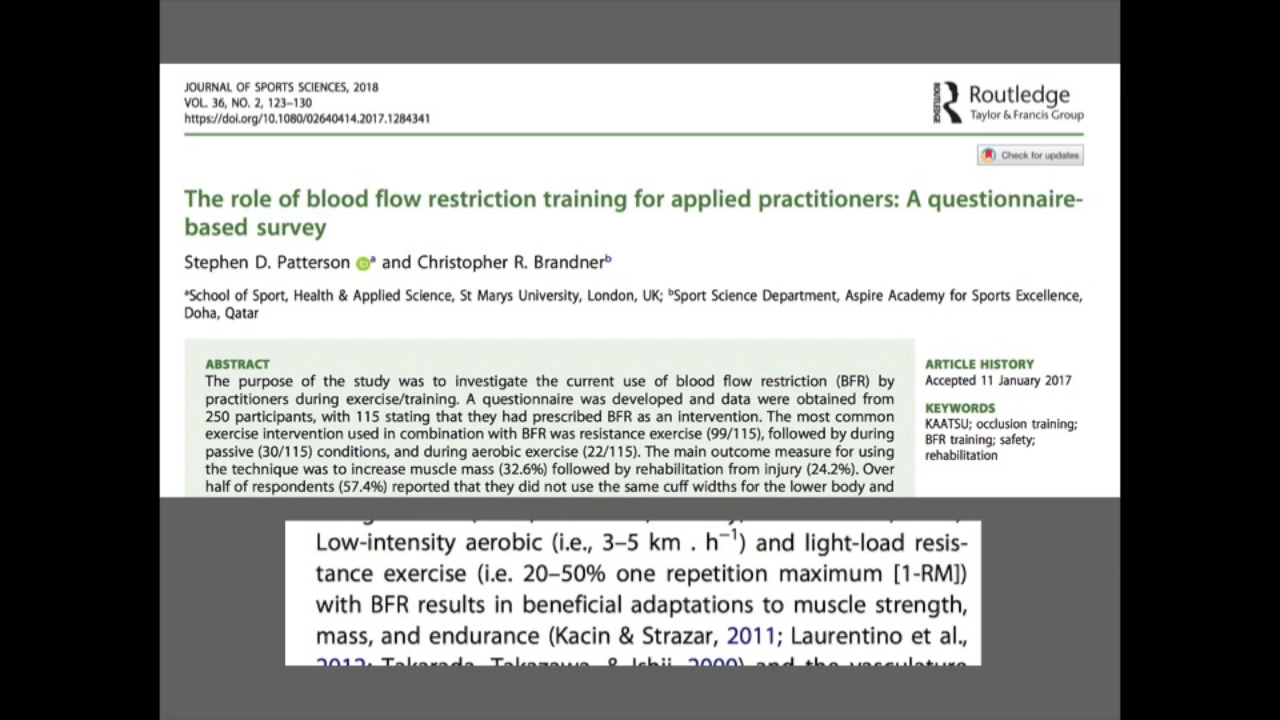 JOURNAL OF SPORTS SCIENCES, 2018
VOL. 36, NO. 2, 123–130
https://doi.org/10.1080/02640414.2017.1284341
ROUTLEDGE
Routledge
Taylor & Francis Group
Check for updates
The role of blood flow restriction training for applied practitioners: A questionnaire-
based survey
Stephen D. Patterson iD a and Christopher R. Brandner b
aSchool of Sport, Health & Applied Science, St Marys University, London, UK; bSport Science Department, Aspire Academy for Sports Excellence,
Doha, Qatar
ABSTRACT
The purpose of the study was to investigate the current use of blood flow restriction (BFR) by
practitioners during exercise/training. A questionnaire was developed and data were obtained from
250 participants, with 115 stating that they had prescribed BFR as an intervention. The most common
exercise intervention used in combination with BFR was resistance exercise (99/115), followed by during
passive (30/115) conditions, and during aerobic exercise (22/115). The main outcome measure for using
the technique was to increase muscle mass (32.6%) followed by rehabilitation from injury (24.2%). Over
half of respondents (57.4%) reported that they did not use the same cuff widths for the lower body and
ARTICLE HISTORY
Accepted 11 January 2017
KEYWORDS
KAATSU; occlusion training;
BFR training; safety;
rehabilitation
Low-intensity aerobic (i.e., 3–5 km . h−1) and light-load resis-
tance exercise (i.e. 20–50% one repetition maximum [1-RM])
with BFR results in beneficial adaptations to muscle strength,
mass, and endurance (Kacin & Strazar, 2011; Laurentino et al.,
2012; Takarada, Takazawa, & Ishii, 2000) and the vasculature